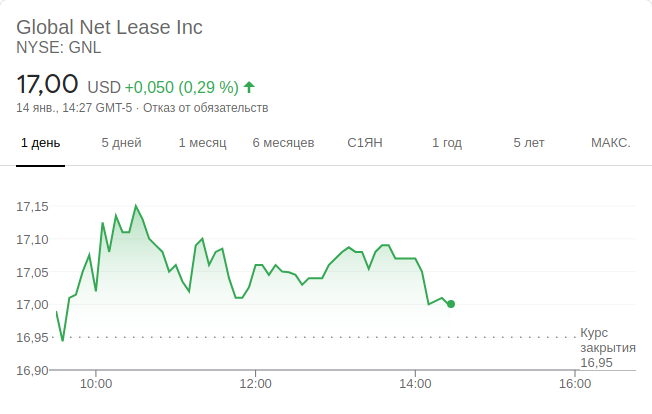 Global Net Lease Inc
NYSE: GNL
17,00 USD +0,050 (0,29 %)
14 янв., 14:27 GMT-5 · Отказ от обязательств
1 день 5 дней 1 месяц 6 месяцев С1ЯН 1 год 5 лет МАКС.
17,15
17,10
17,05
17,00
16,95
16,90
Курс
закрытия
16,95
10:00 12:00 14:00 16:00